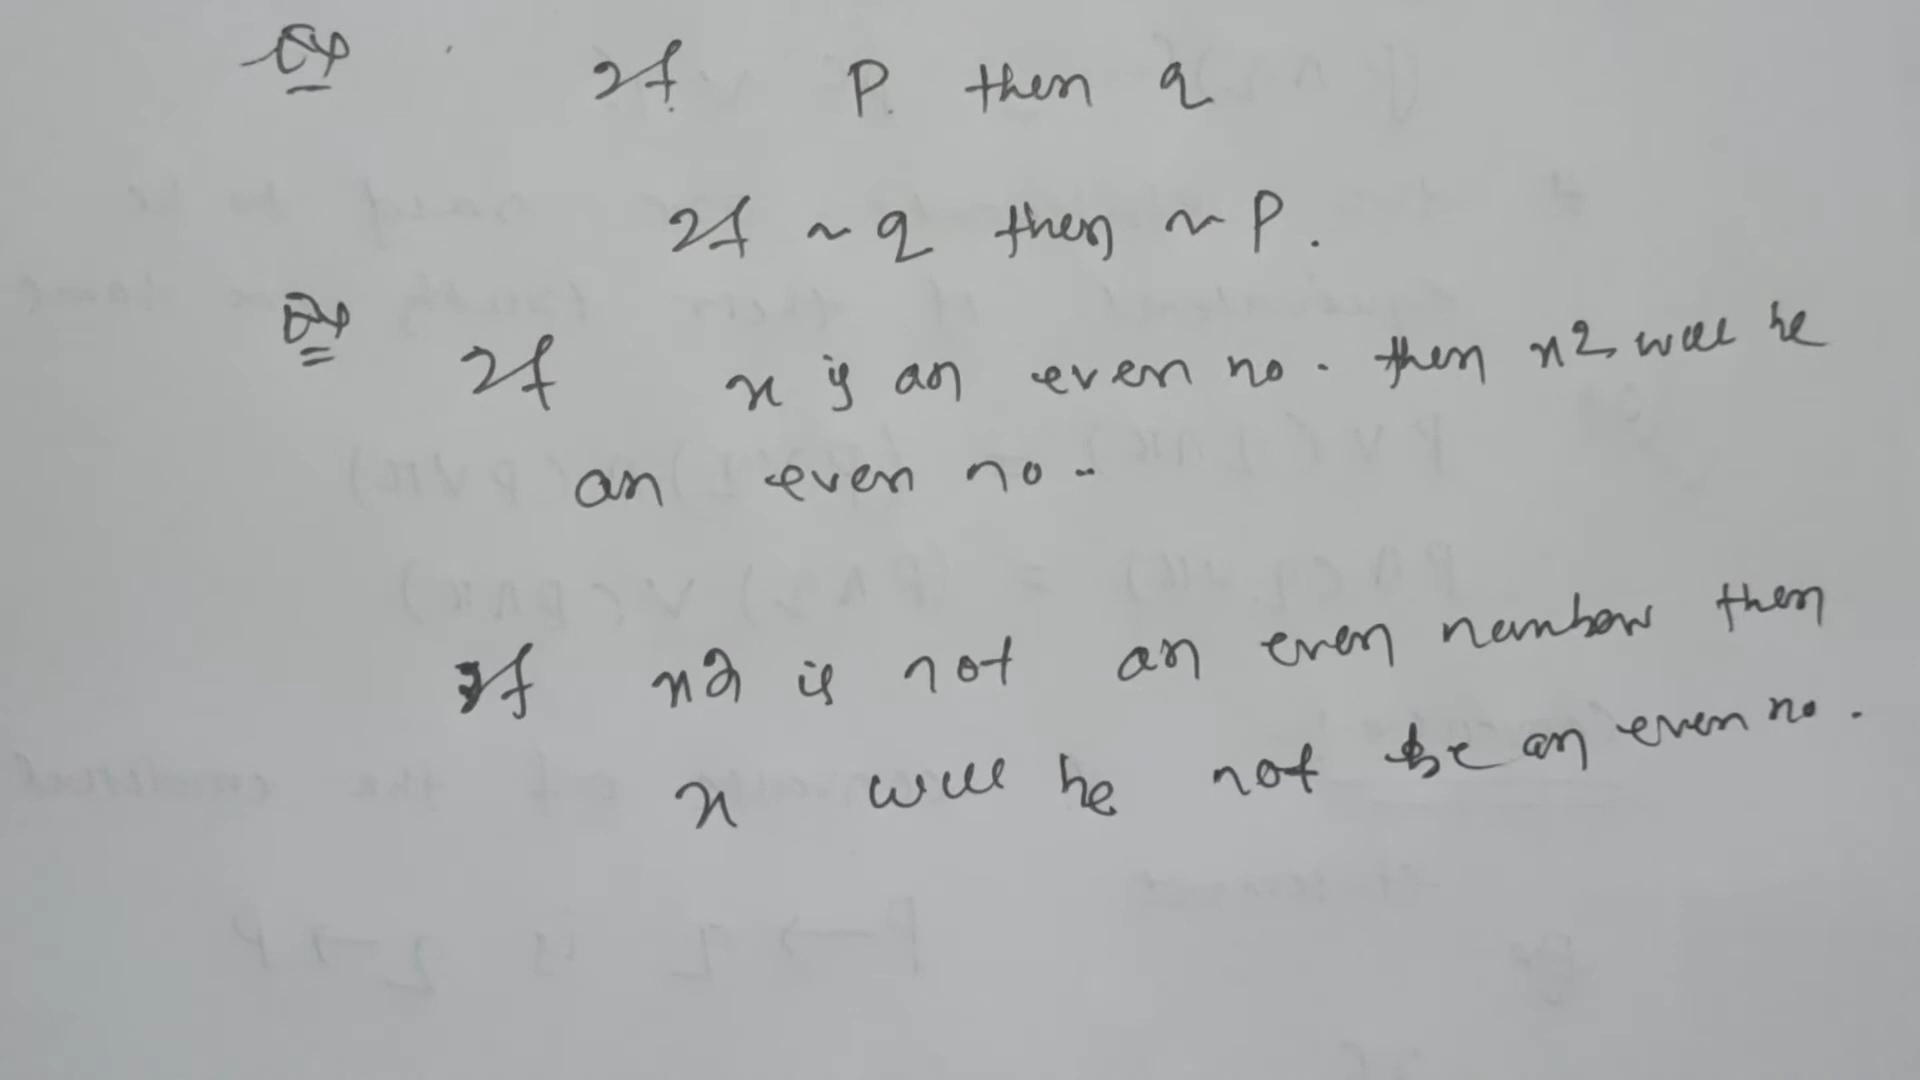 Ex If P then q
If ~ q then ~ P.
Ex If x is an even no. then x2 will be
an even no..
If x2 is not an even number then
x will be not be an even no.